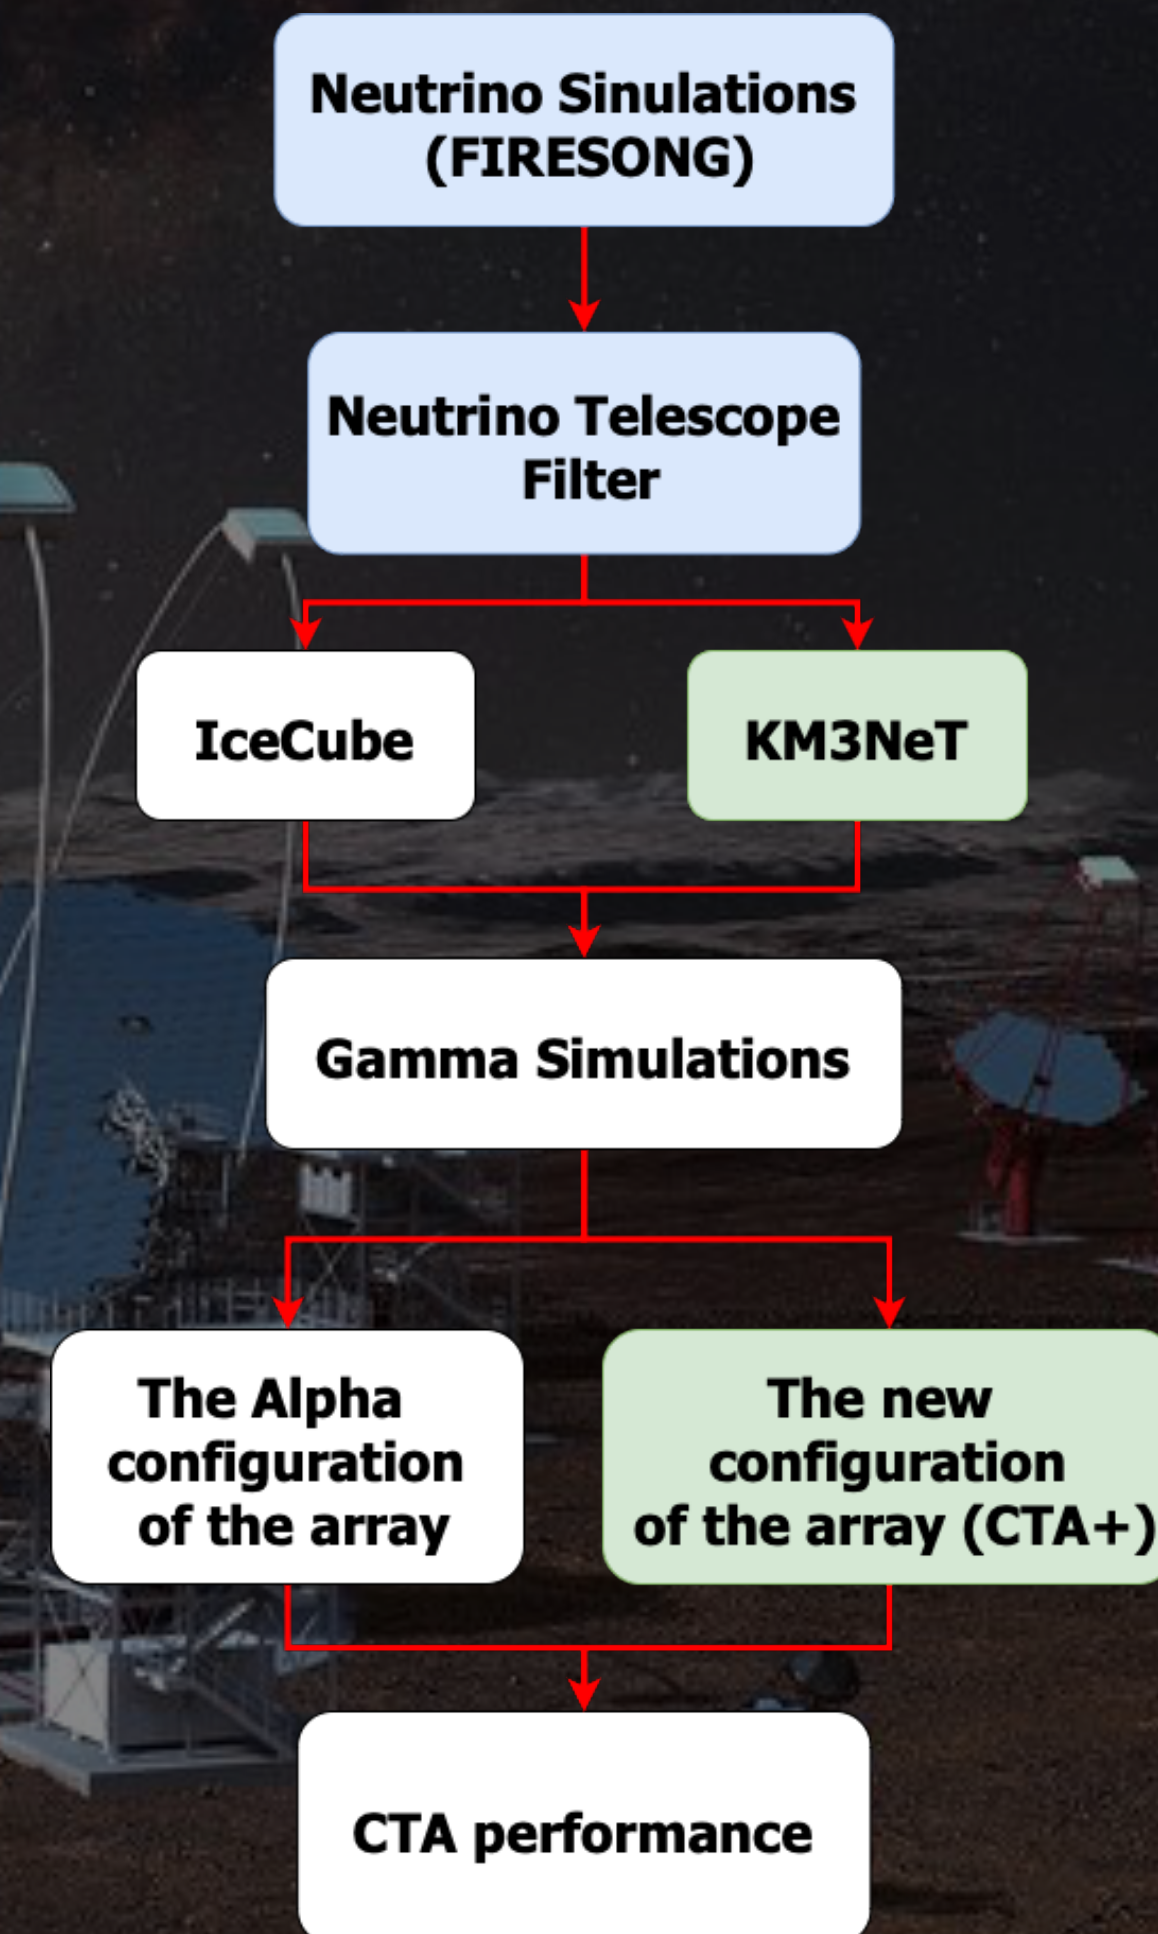 Neutrino Sinulations
(FIRESONG)
Neutrino Telescope
Filter
IceCube
KM3NeT
Gamma Simulations
The Alpha
configuration
of the array
The new
configuration
of the array (CTA+)
CTA performance